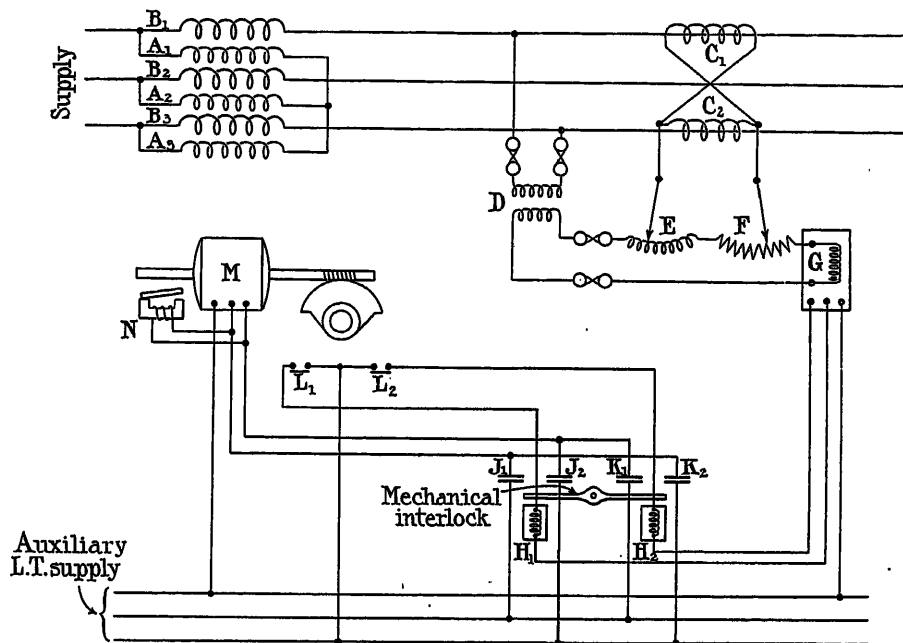 B₁
A₁
B₂
A₂
B₃
A₃
Supply
C₁
C₂
D
E
F
G
M
N
L₁
L₂
J₁
J₂
K₁
K₂
Mechanical
interlock
H₁
H₂
Auxiliary
L.T. supply